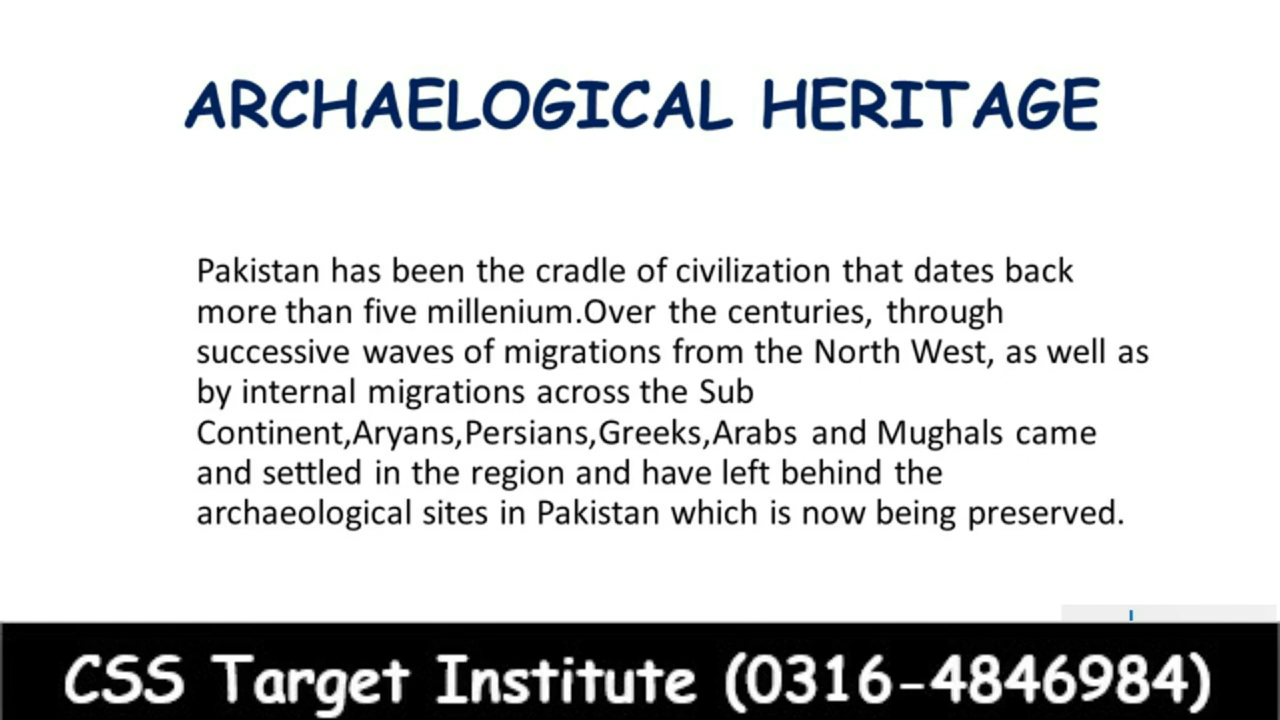 ARCHAELOGICAL HERITAGE
Pakistan has been the cradle of civilization that dates back
more than five millenium.Over the centuries, through
successive waves of migrations from the North West, as well as
by internal migrations across the Sub
Continent,Aryans,Persians,Greeks,Arabs and Mughals came
and settled in the region and have left behind the
archaeological sites in Pakistan which is now being preserved.
CSS Target Institute (0316-4846984)